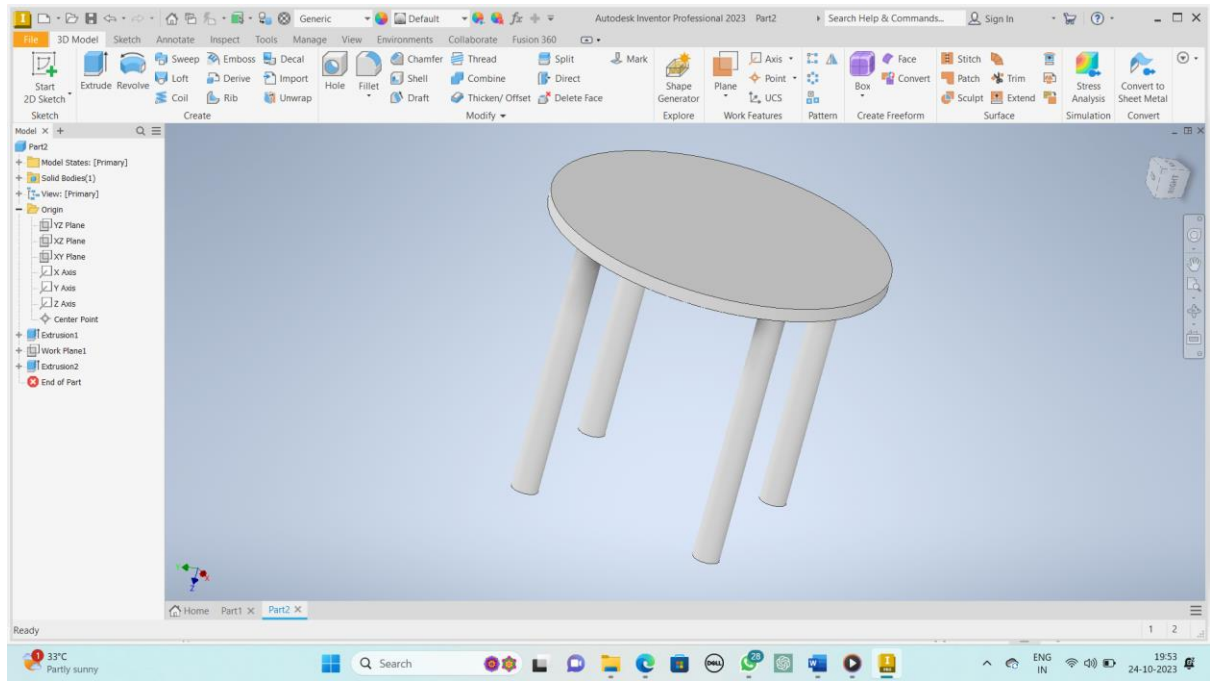 Generic Default fx Autodesk Inventor Professional 2023 Part2 Search Help & Commands... Sign In
File 3D Model Sketch Annotate Inspect Tools Manage View Environments Collaborate Fusion 360
Start 2D Sketch Extrude Revolve Sweep Emboss Decal Hole Fillet Chamfer Thread Split Mark Shape Generator Plane Axis Box Face Stitch Stress Analysis Convert to Sheet Metal
Loft Derive Import Shell Combine Direct Point Convert Patch Trim
Coil Rib Unwrap Draft Thicken/ Offset Delete Face UCS Sculpt Extend
Sketch Create Modify Explore Work Features Pattern Create Freeform Surface Simulation Convert
Model
Part2
Model States: [Primary]
Solid Bodies(1)
View: [Primary]
Origin
YZ Plane
XZ Plane
XY Plane
X Axis
Y Axis
Z Axis
Center Point
Extrusion1
Work Plane1
Extrusion2
End of Part
Y X
Z
Home Part1 Part2
Ready 1 2
1 33°C Search DELL 28 ENG 19:53
Partly sunny IN 24-10-2023